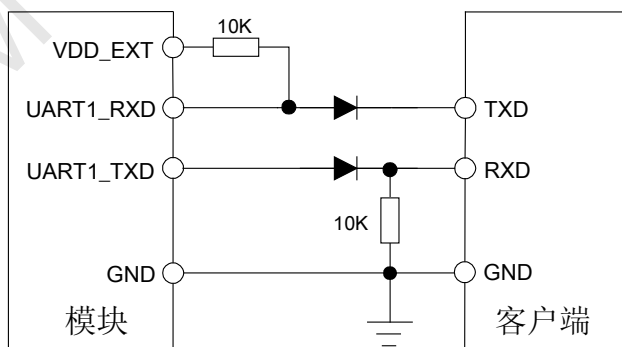 10K
VDD_EXT
UART1_RXD
TXD
UART1_TXD
RXD
10K
GND
GND
模块
客户端